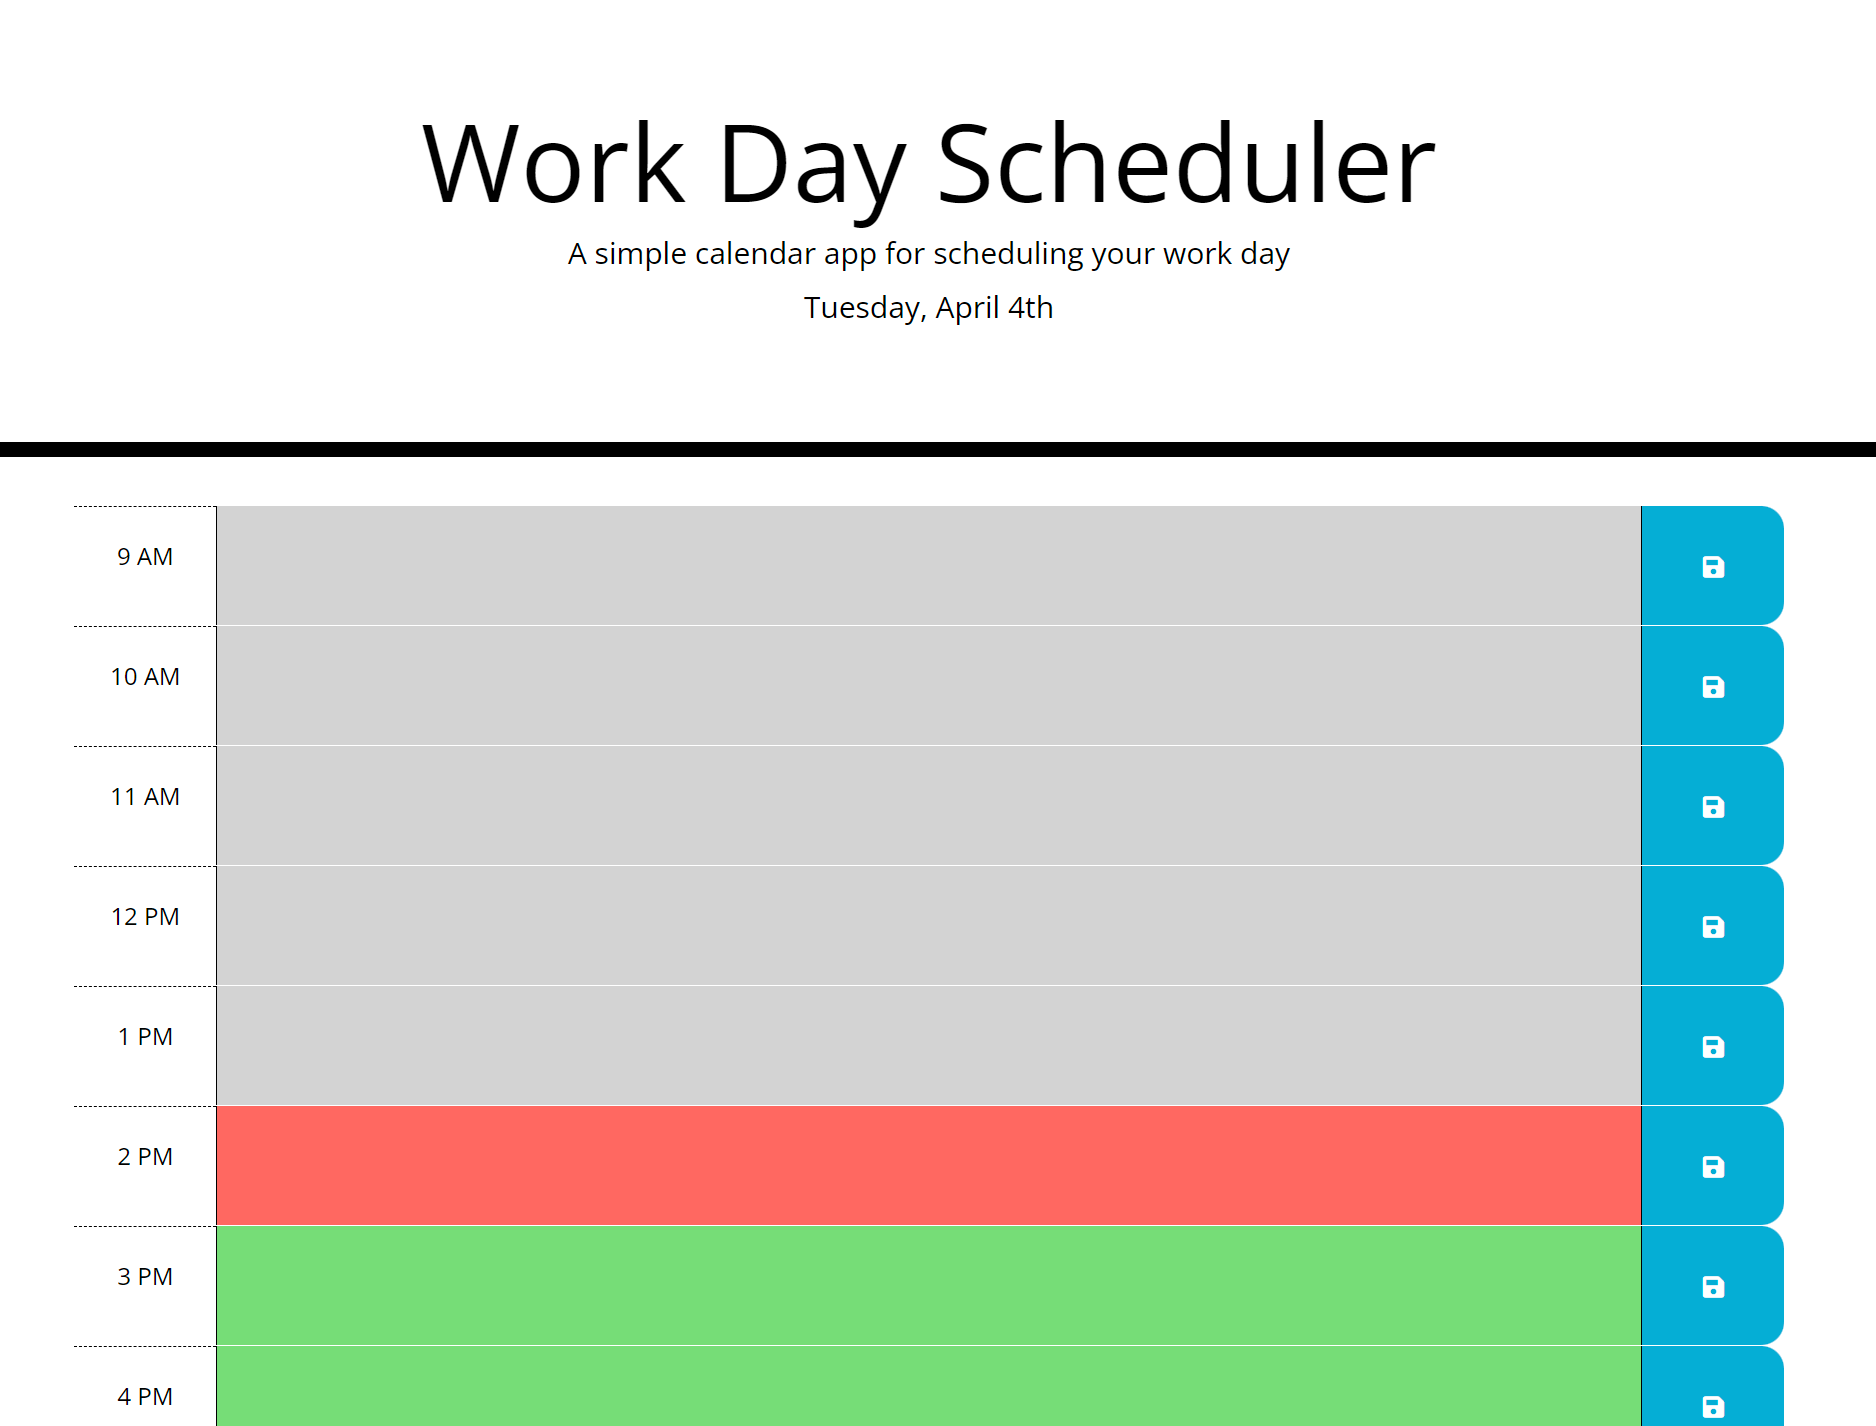 Work Day Scheduler
A simple calendar app for scheduling your work day
Tuesday, April 4th
9 AM
10 AM
11 AM
12 PM
1 PM
2 PM
3 PM
4 PM